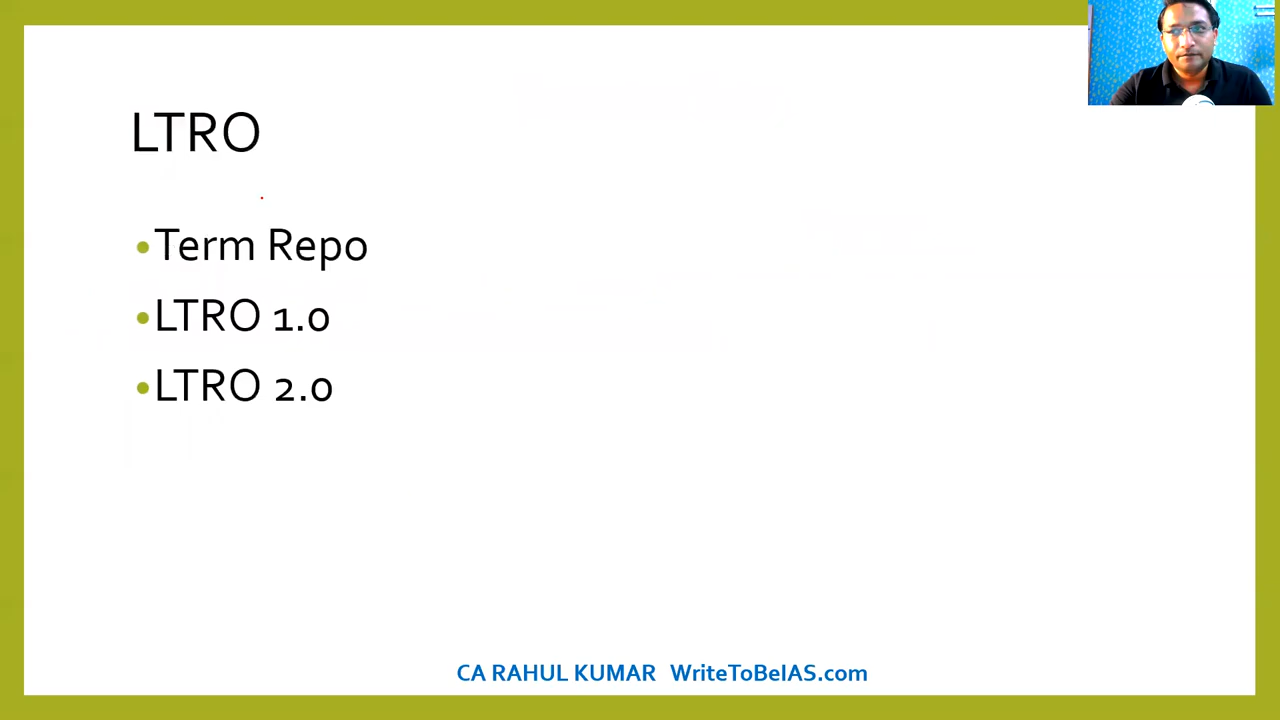 LTRO
•Term Repo
•LTRO 1.0
•LTRO 2.0
CA RAHUL KUMAR WriteToBeIAS.com